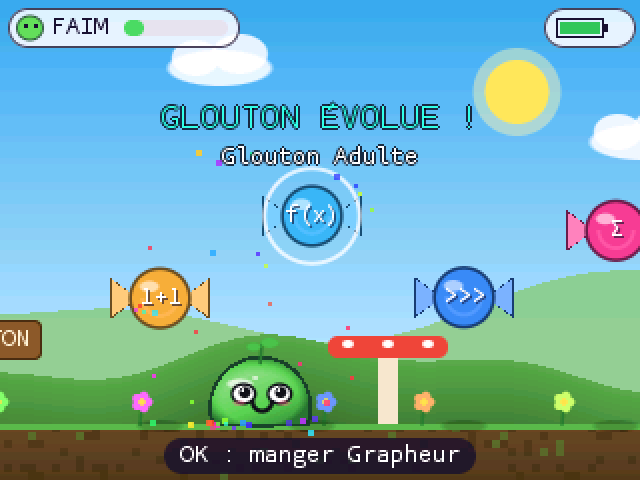 FAIM
GLOUTON ÉVOLUE !
Glouton Adulte
f(x)
Σ
1+1
>>>
TON
OK : manger Grapheur